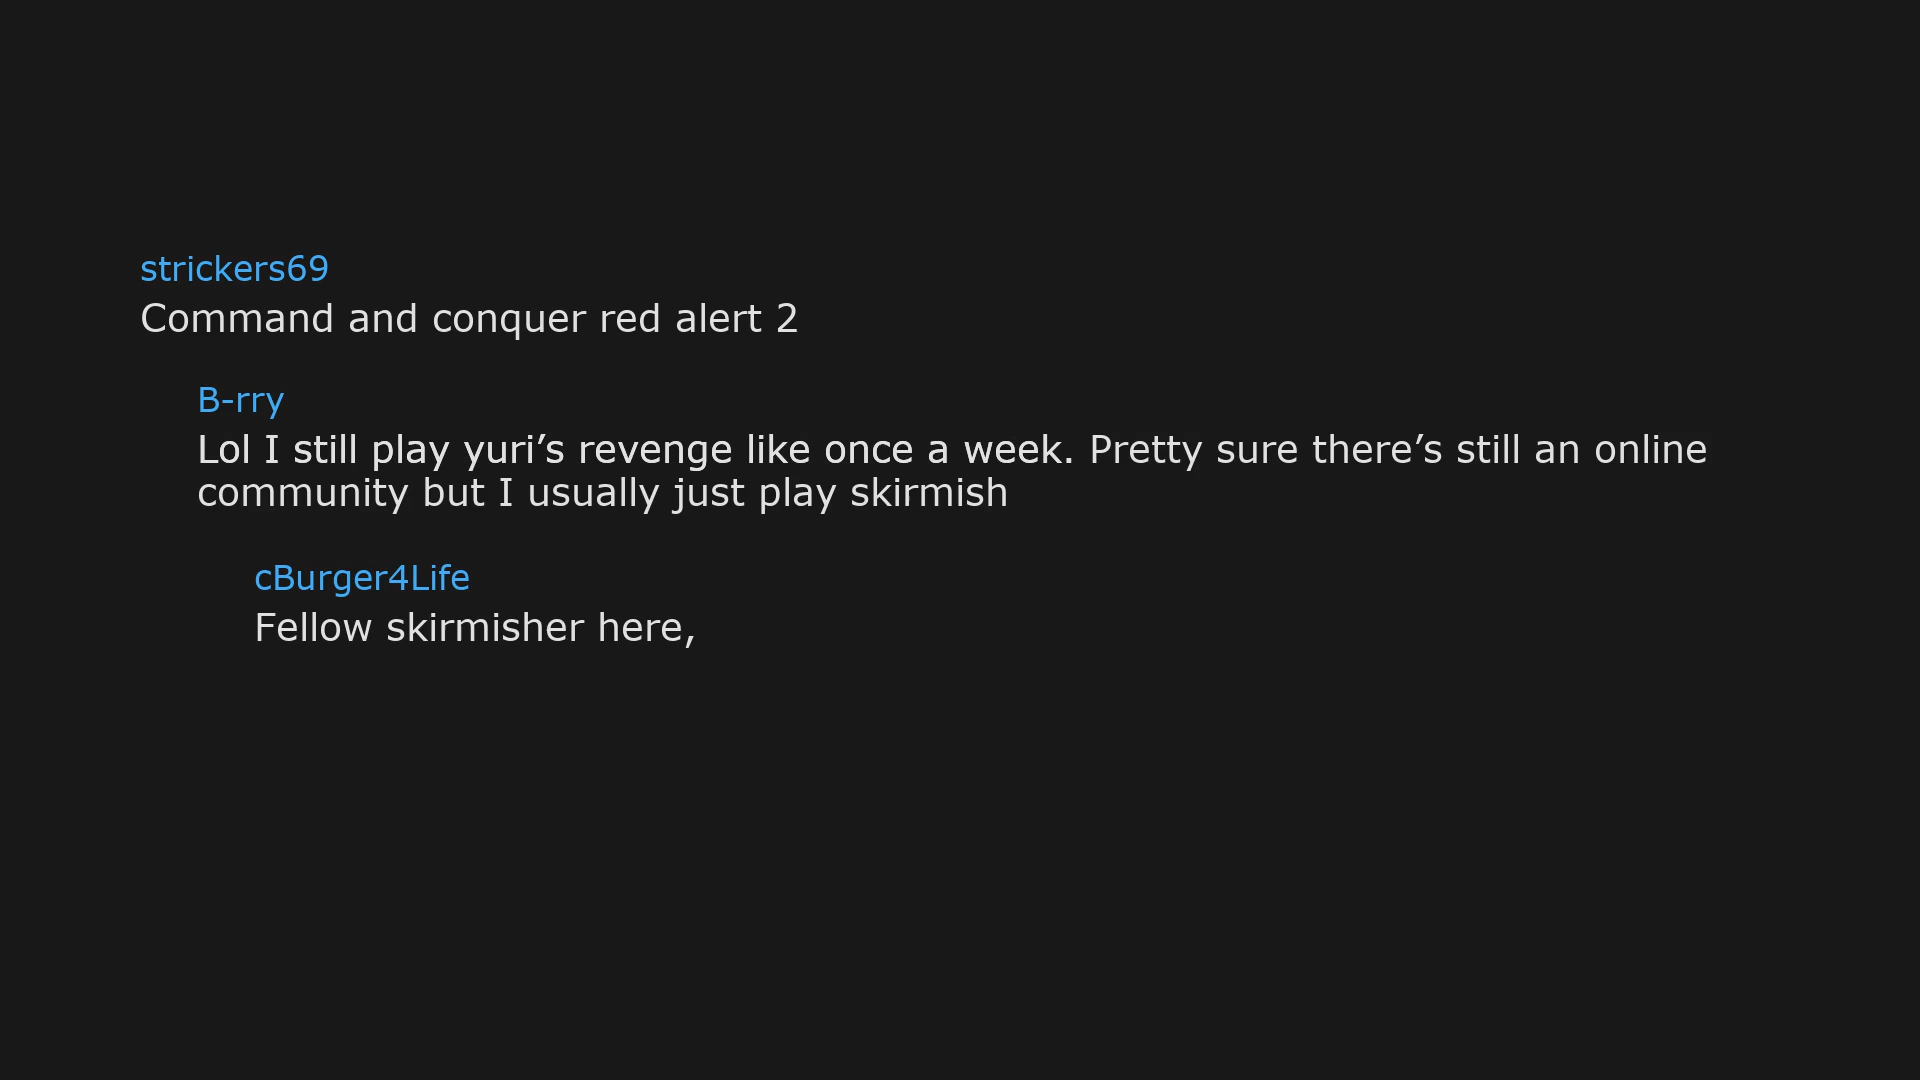 strickers69
Command and conquer red alert 2
B-rry
Lol I still play yuri’s revenge like once a week. Pretty sure there’s still an online
community but I usually just play skirmish
cBurger4Life
Fellow skirmisher here,